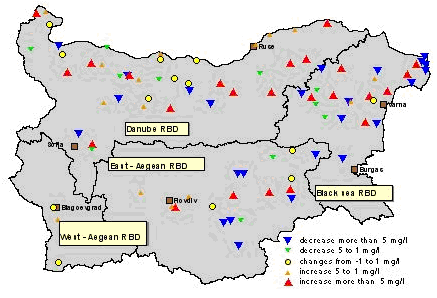 Ruse
Varna
Danube RBD
Sofia
East - Aegean RBD
Burgas
Black sea RBD
Plovdiv
Blagoevgrad
West - Aegean RBD
decrease more than 5 mg/l
decrease 5 to 1 mg/l
changes from -1 to 1 mg/l
increase 5 to 1 mg/l
increase more than 5 mg/l